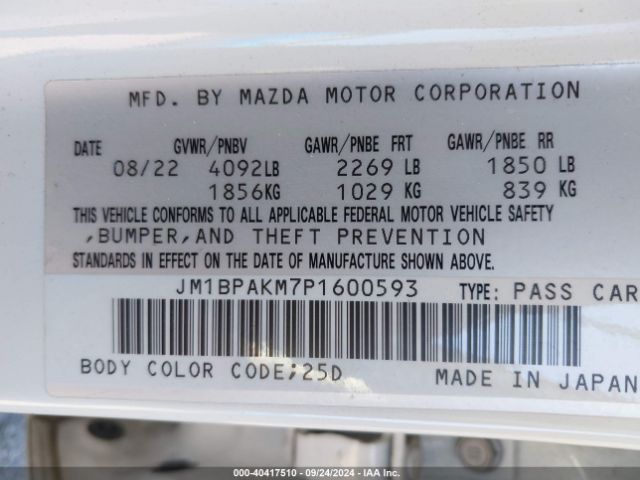 MFD. BY MAZDA MOTOR CORPORATION
DATE GVWR/PNBV GAWR/PNBE FRT GAWR/PNBE RR
08/22 4092LB 2269 LB 1850 LB
1856KG 1029 KG 839 KG
THIS VEHICLE CONFORMS TO ALL APPLICABLE FEDERAL MOTOR VEHICLE SAFETY
,BUMPER,AND THEFT PREVENTION
STANDARDS IN EFFECT ON THE DATE OF MANUFACTURE SHOWN ABOVE.
JM1BPAKM7P1600593 TYPE: PASS CAR
BODY COLOR CODE;25D MADE IN JAPAN
000-40417510 - 09/24/2024 - IAA Inc.